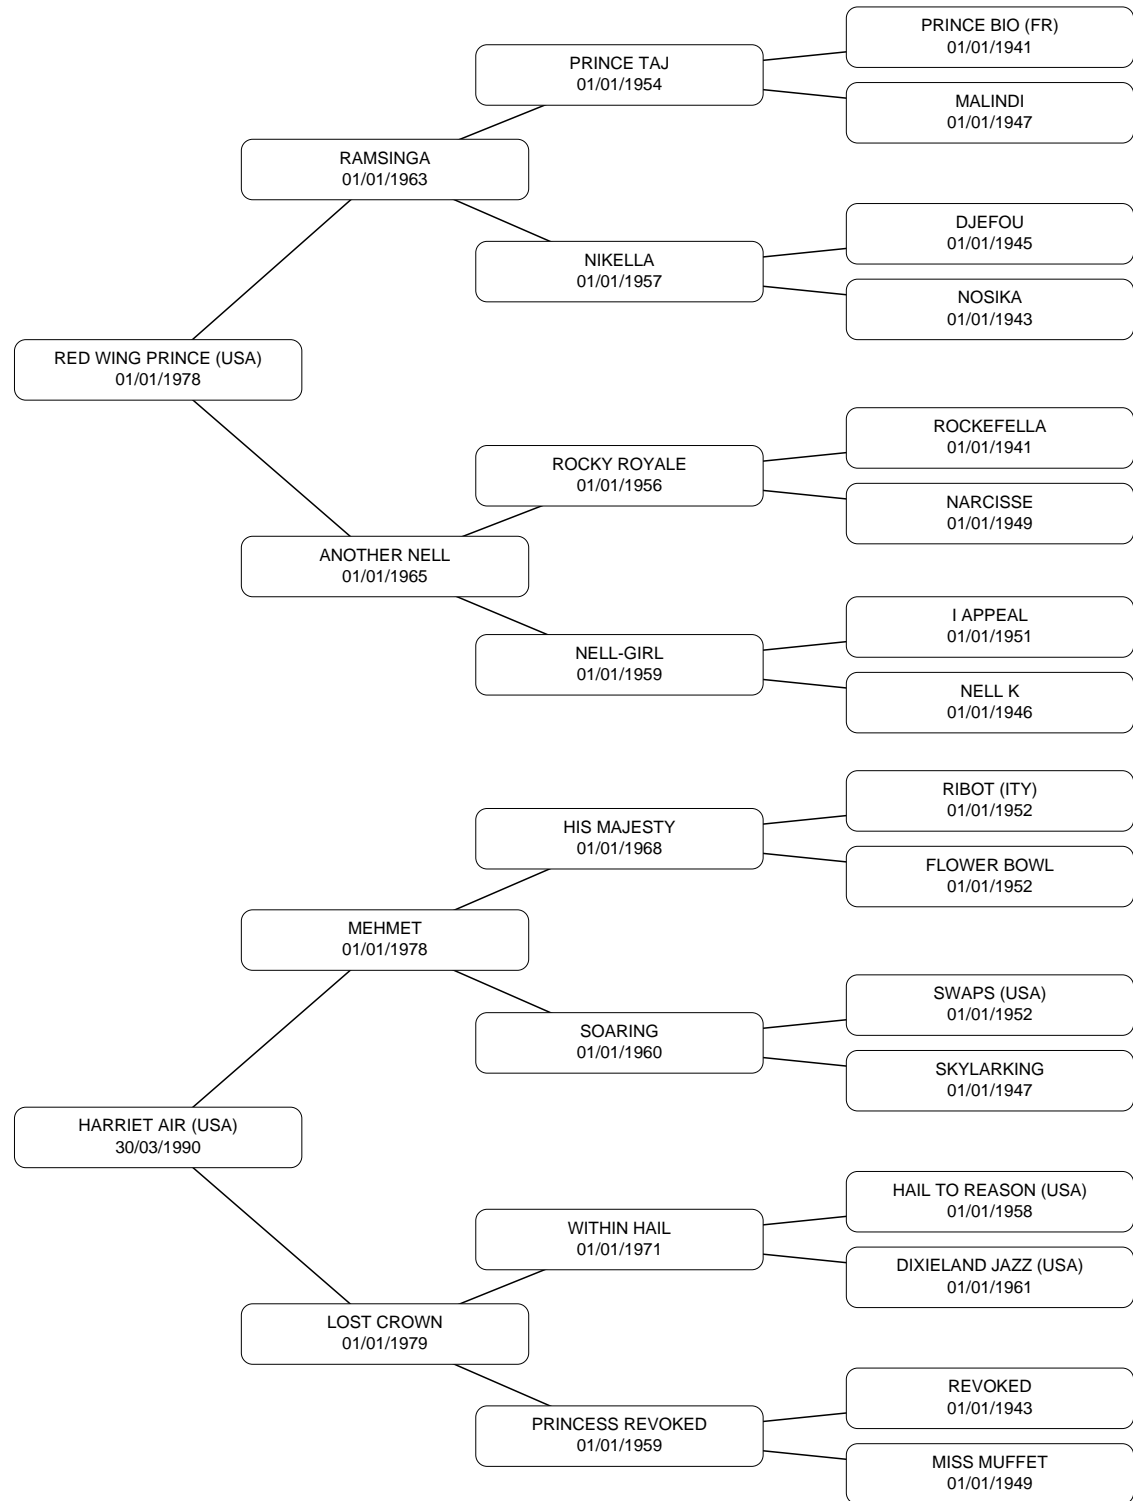 PRINCE BIO (FR)
01/01/1941
PRINCE TAJ
01/01/1954
MALINDI
01/01/1947
RAMSINGA
01/01/1963
DJEFOU
01/01/1945
NIKELLA
01/01/1957
NOSIKA
01/01/1943
RED WING PRINCE (USA)
01/01/1978
ROCKEFELLA
01/01/1941
ROCKY ROYALE
01/01/1956
NARCISSE
01/01/1949
ANOTHER NELL
01/01/1965
I APPEAL
01/01/1951
NELL-GIRL
01/01/1959
NELL K
01/01/1946
RIBOT (ITY)
01/01/1952
HIS MAJESTY
01/01/1968
FLOWER BOWL
01/01/1952
MEHMET
01/01/1978
SWAPS (USA)
01/01/1952
SOARING
01/01/1960
SKYLARKING
01/01/1947
HARRIET AIR (USA)
30/03/1990
HAIL TO REASON (USA)
01/01/1958
WITHIN HAIL
01/01/1971
DIXIELAND JAZZ (USA)
01/01/1961
LOST CROWN
01/01/1979
REVOKED
01/01/1943
PRINCESS REVOKED
01/01/1959
MISS MUFFET
01/01/1949